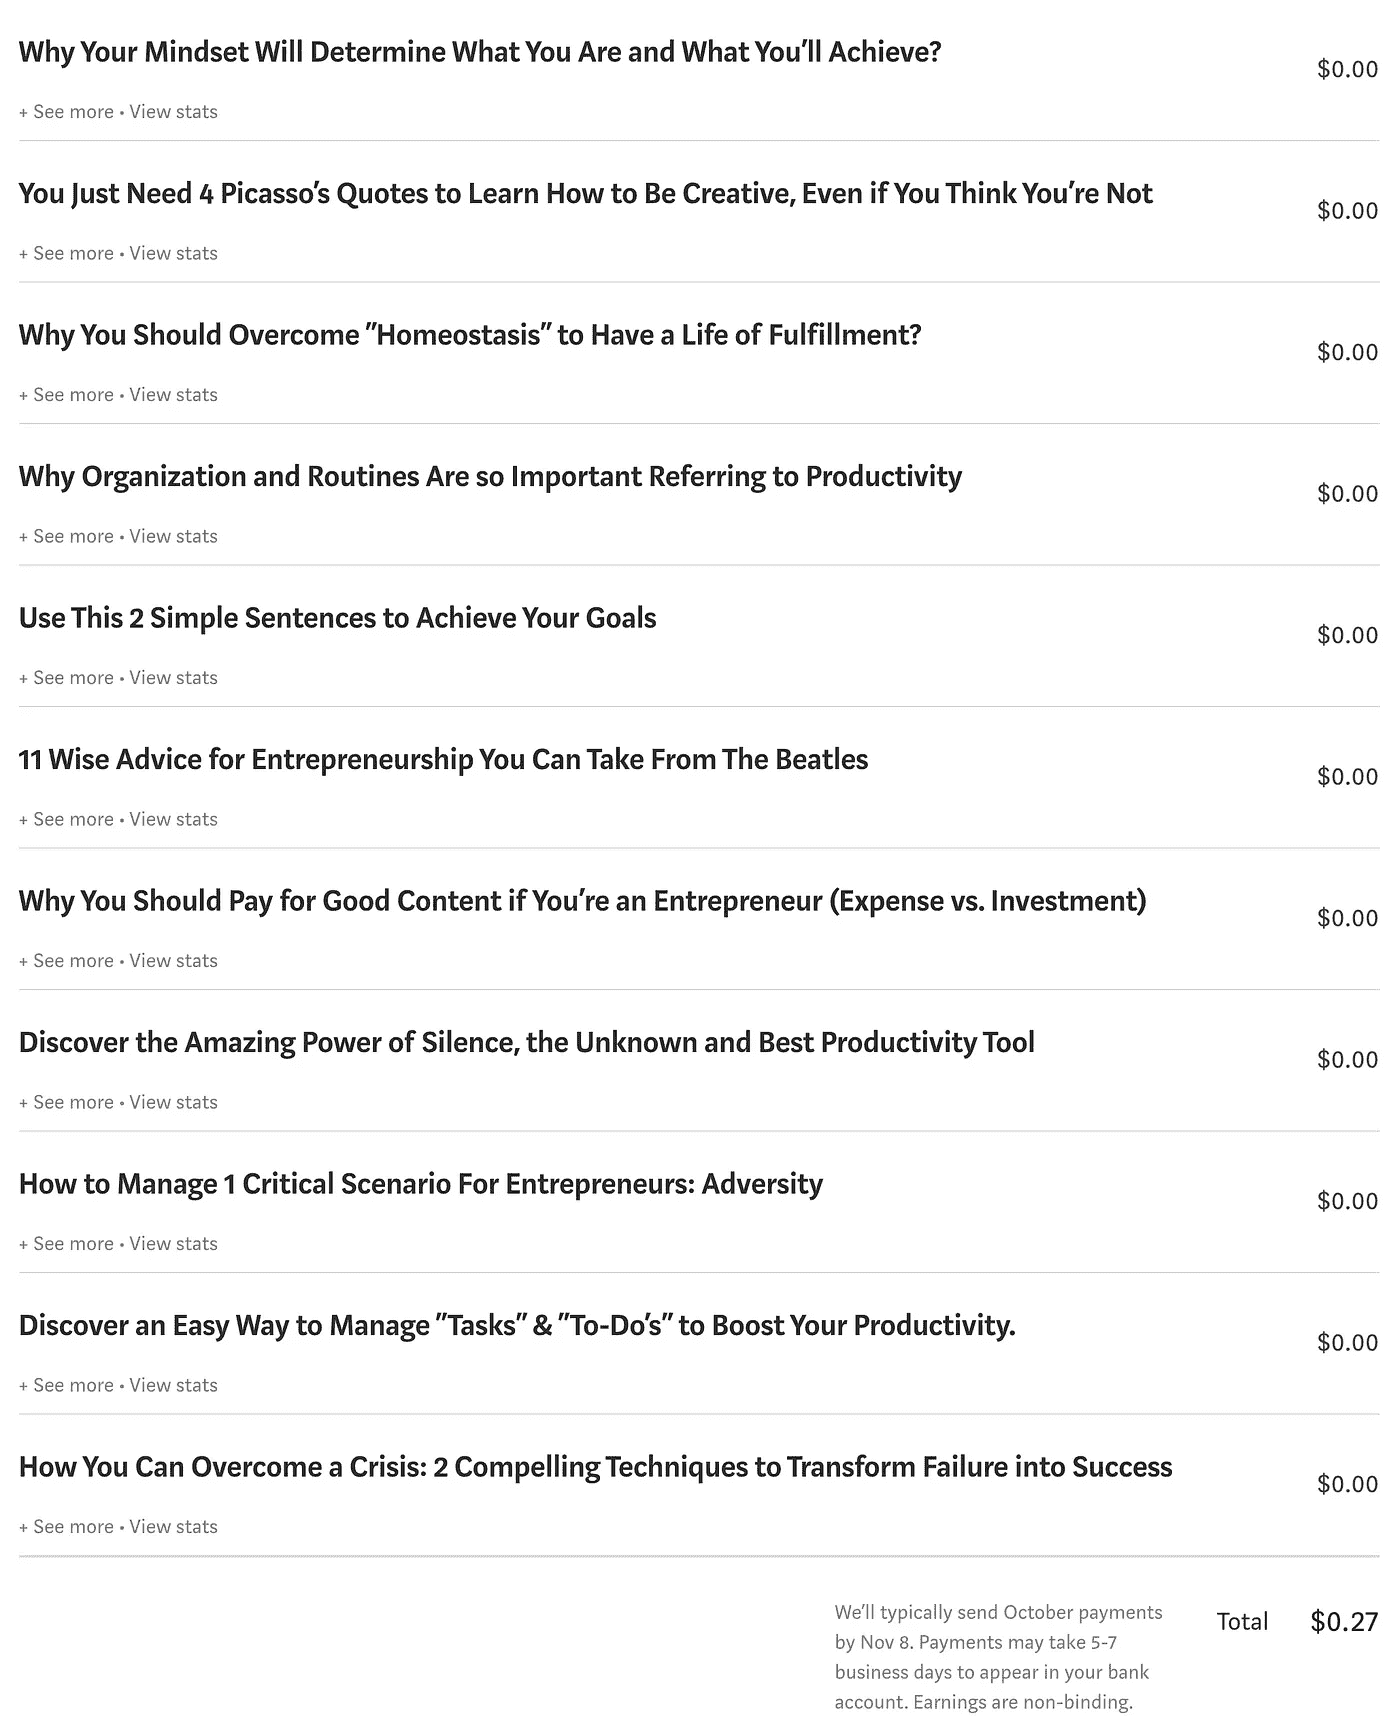 Why Your Mindset Will Determine What You Are and What You’ll Achieve?
$0.00
+ See more • View stats
You Just Need 4 Picasso’s Quotes to Learn How to Be Creative, Even if You Think You’re Not
$0.00
+ See more • View stats
Why You Should Overcome ”Homeostasis” to Have a Life of Fulfillment?
$0.00
+ See more • View stats
Why Organization and Routines Are so Important Referring to Productivity
$0.00
+ See more • View stats
Use This 2 Simple Sentences to Achieve Your Goals
$0.00
+ See more • View stats
11 Wise Advice for Entrepreneurship You Can Take From The Beatles
$0.00
+ See more • View stats
Why You Should Pay for Good Content if You’re an Entrepreneur (Expense vs. Investment)
$0.00
+ See more • View stats
Discover the Amazing Power of Silence, the Unknown and Best Productivity Tool
$0.00
+ See more • View stats
How to Manage 1 Critical Scenario For Entrepreneurs: Adversity
$0.00
+ See more • View stats
Discover an Easy Way to Manage ”Tasks” & ”To-Do’s” to Boost Your Productivity.
$0.00
+ See more • View stats
How You Can Overcome a Crisis: 2 Compelling Techniques to Transform Failure into Success
$0.00
+ See more • View stats
We’ll typically send October payments
by Nov 8. Payments may take 5-7
business days to appear in your bank
account. Earnings are non-binding.
Total $0.27